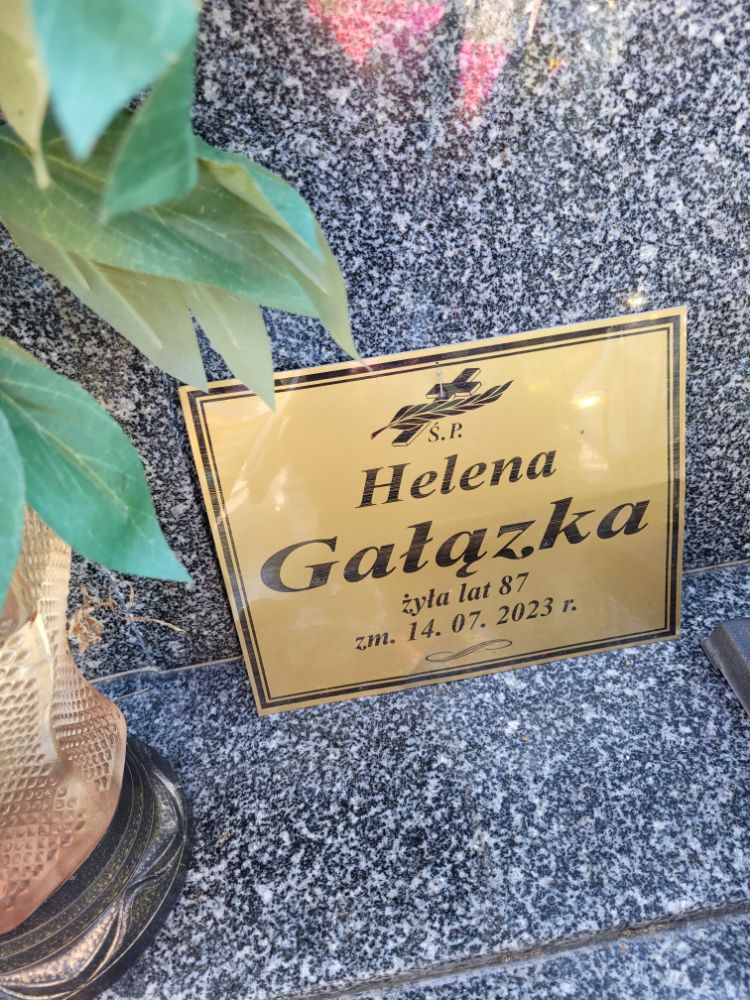 Ś.P.
Helena
Gałązka
żyła lat 87
zm. 14. 07. 2023 r.